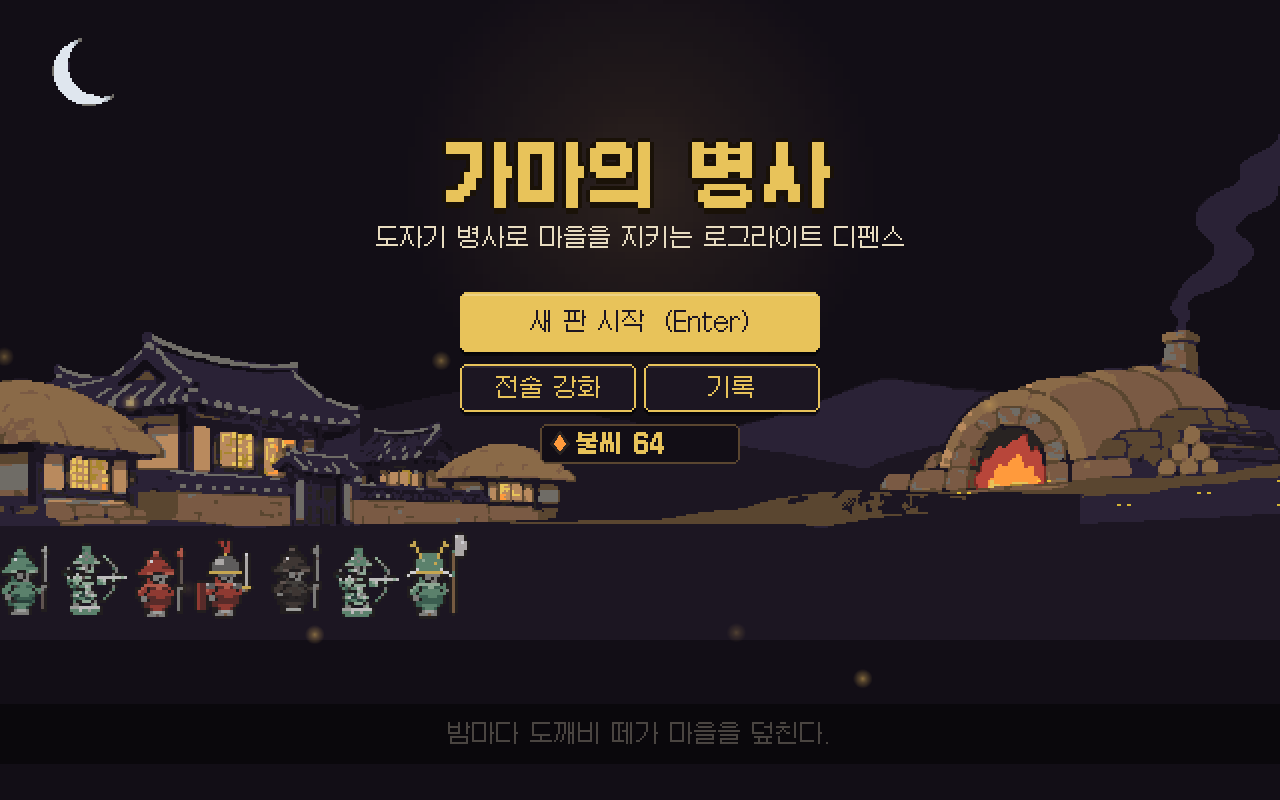 가마의 병사
도자기 병사로 마을을 지키는 로그라이트 디펜스
새 판 시작 (Enter)
전술 강화
기록
불씨 64
밤마다 도깨비 떼가 마을을 덮친다.